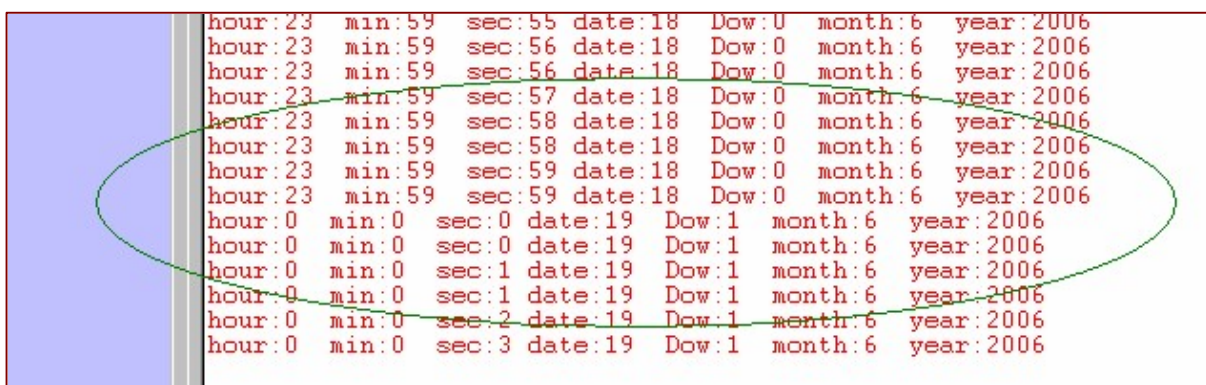 hour:23  min:59  sec:55 date:18  Dow:0  month:6  year:2006
hour:23  min:59  sec:56 date:18  Dow:0  month:6  year:2006
hour:23  min:59  sec:56 date:18  Dow:0  month:6  year:2006
hour:23  min:59  sec:57 date:18  Dow:0  month:6  year:2006
hour:23  min:59  sec:58 date:18  Dow:0  month:6  year:2006
hour:23  min:59  sec:58 date:18  Dow:0  month:6  year:2006
hour:23  min:59  sec:59 date:18  Dow:0  month:6  year:2006
hour:23  min:59  sec:59 date:18  Dow:0  month:6  year:2006
hour:0  min:0  sec:0 date:19  Dow:1  month:6  year:2006
hour:0  min:0  sec:0 date:19  Dow:1  month:6  year:2006
hour:0  min:0  sec:1 date:19  Dow:1  month:6  year:2006
hour:0  min:0  sec:1 date:19  Dow:1  month:6  year:2006
hour:0  min:0  sec:2 date:19  Dow:1  month:6  year:2006
hour:0  min:0  sec:3 date:19  Dow:1  month:6  year:2006